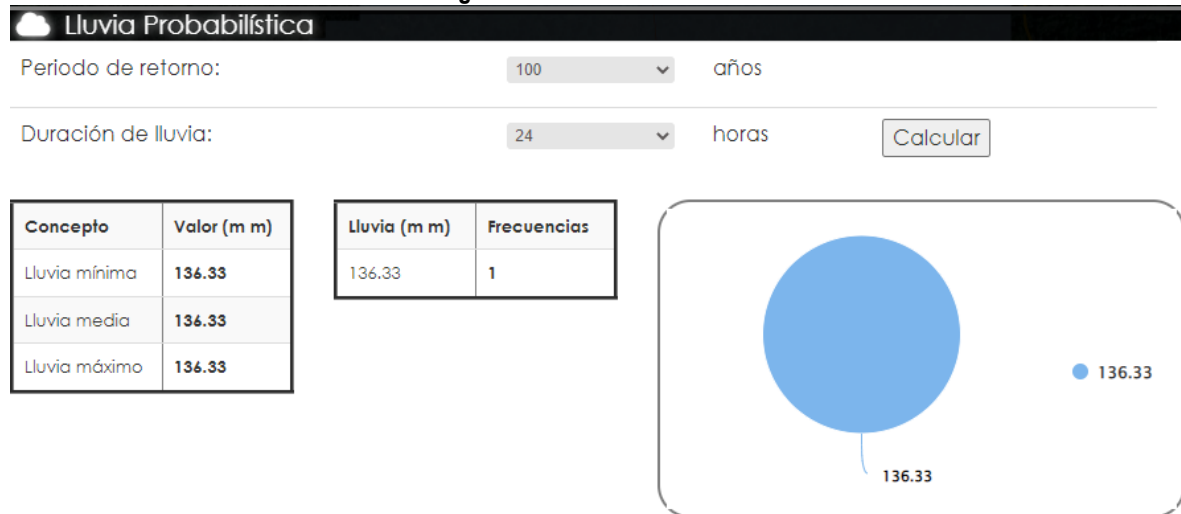 Lluvia Probabilística
Periodo de retorno: 100 años
Duración de lluvia: 24 horas Calcular
Concepto Valor (m m)
Lluvia mínima 136.33
Lluvia media 136.33
Lluvia máximo 136.33
Lluvia (m m) Frecuencias
136.33 1
136.33
136.33